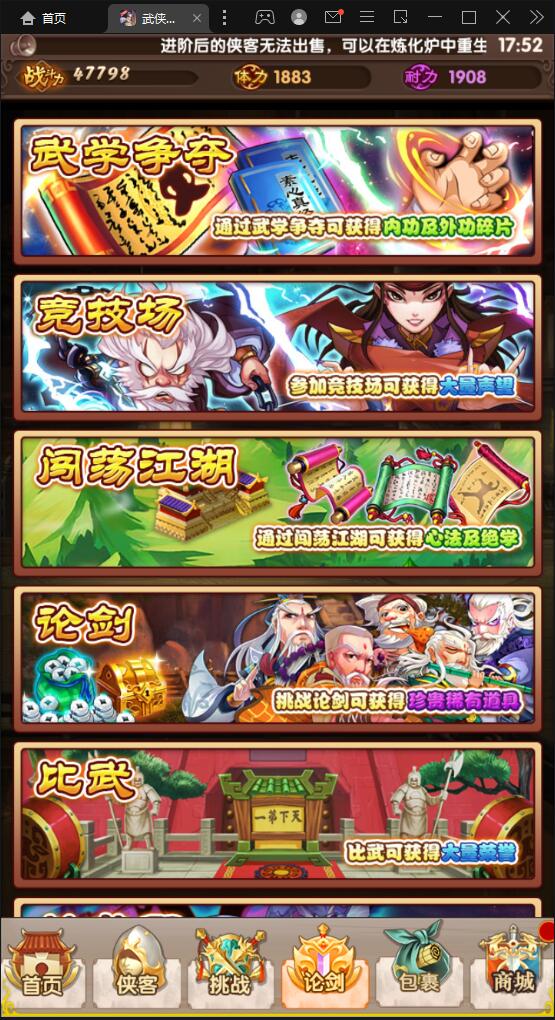 首页
武侠...
进阶后的侠客无法出售，可以在炼化炉中重生
17:52
战斗力 47798
体力 1883
耐力 1908
武学争夺
素心真经
通过武学争夺可获得内功及外功碎片
竞技场
参加竞技场可获得大量声望
闯荡江湖
通过闯荡江湖可获得心法及绝学
论剑
挑战论剑可获得珍贵稀有道具
比武
一第下天
比武可获得大量荣誉
首页
侠客
挑战
论剑
包裹
商城